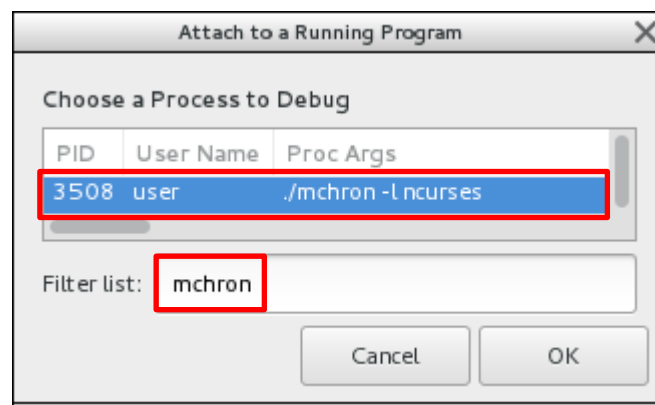 Attach to a Running Program
Choose a Process to Debug
PID User Name Proc Args
3508 user ./mchron -l ncurses
Filter list: mchron
Cancel OK